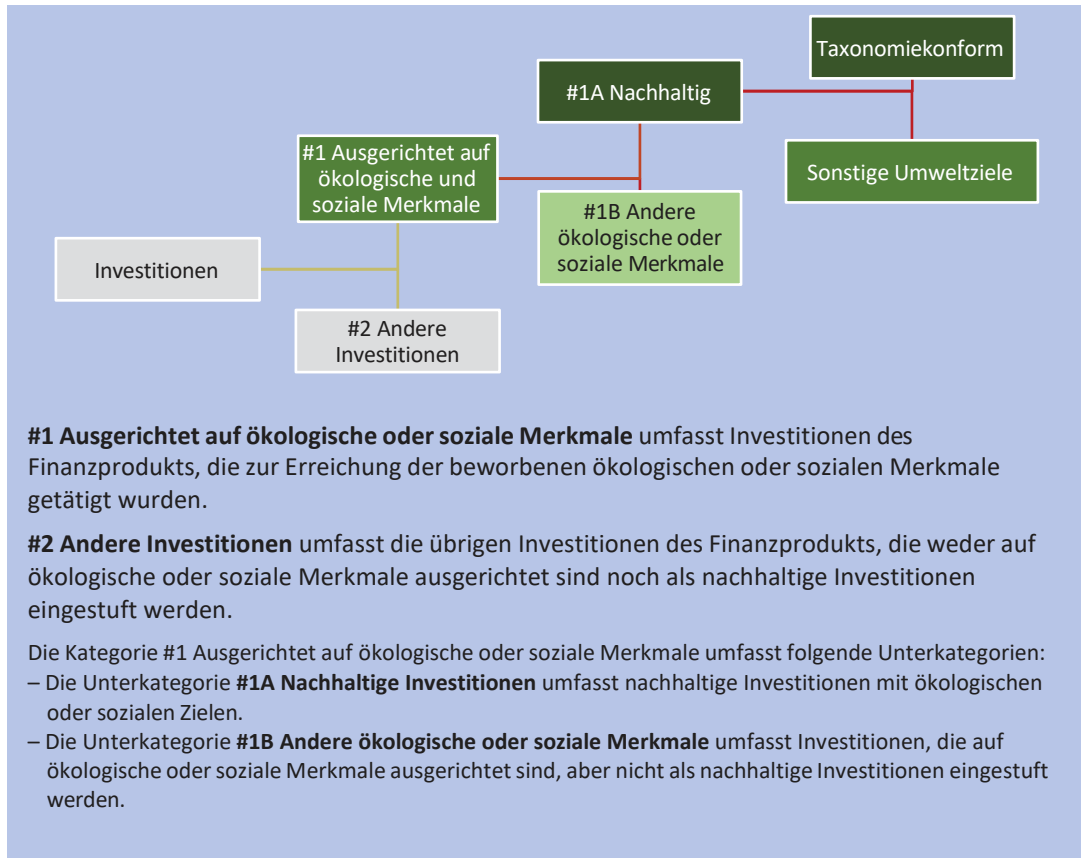 Taxonomiekonform
#1A Nachhaltig
#1 Ausgerichtet auf
ökologische und
soziale Merkmale
Sonstige Umweltziele
#1B Andere
ökologische oder
soziale Merkmale
Investitionen
#2 Andere
Investitionen
#1 Ausgerichtet auf ökologische oder soziale Merkmale umfasst Investitionen des
Finanzprodukts, die zur Erreichung der beworbenen ökologischen oder sozialen Merkmale
getätigt wurden.
#2 Andere Investitionen umfasst die übrigen Investitionen des Finanzprodukts, die weder auf
ökologische oder soziale Merkmale ausgerichtet sind noch als nachhaltige Investitionen
eingestuft werden.
Die Kategorie #1 Ausgerichtet auf ökologische oder soziale Merkmale umfasst folgende Unterkategorien:
– Die Unterkategorie #1A Nachhaltige Investitionen umfasst nachhaltige Investitionen mit ökologischen
oder sozialen Zielen.
– Die Unterkategorie #1B Andere ökologische oder soziale Merkmale umfasst Investitionen, die auf
ökologische oder soziale Merkmale ausgerichtet sind, aber nicht als nachhaltige Investitionen eingestuft
werden.